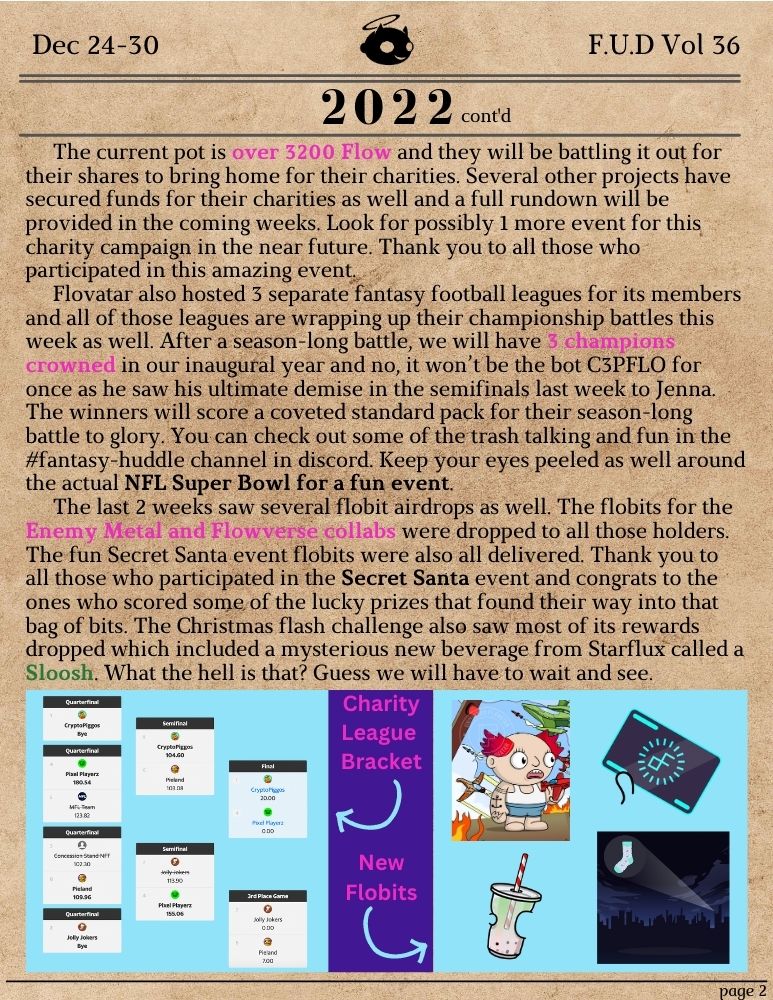 Dec 24-30
F.U.D Vol 36
2022 cont'd
The current pot is over 3200 Flow and they will be battling it out for
their shares to bring home for their charities. Several other projects have
secured funds for their charities as well and a full rundown will be
provided in the coming weeks. Look for possibly 1 more event for this
charity campaign in the near future. Thank you to all those who
participated in this amazing event.
Flovatar also hosted 3 separate fantasy football leagues for its members
and all of those leagues are wrapping up their championship battles this
week as well. After a season-long battle, we will have 3 champions
crowned in our inaugural year and no, it won't be the bot C3PFLO for
once as he saw his ultimate demise in the semifinals last week to Jenna.
The winners will score a coveted standard pack for their season-long
battle to glory. You can check out some of the trash talking and fun in the
#fantasy-huddle channel in discord. Keep your eyes peeled as well around
the actual NFL Super Bowl for a fun event.
The last 2 weeks saw several flobit airdrops as well. The flobits for the
Enemy Metal and Flowverse collabs were dropped to all those holders.
The fun Secret Santa event flobits were also all delivered. Thank you to
all those who participated in the Secret Santa event and congrats to the
ones who scored some of the lucky prizes that found their way into that
bag of bits. The Christmas flash challenge also saw most of its rewards
dropped which included a mysterious new beverage from Starflux called a
Sloosh. What the hell is that? Guess we will have to wait and see.
Quarterfinal
CryptoPiggos
Bye
Quarterfinal
Pixel Playerz
180.54
MFL Team
123.82
Quarterfinal
Concession Stand NFT
102.30
Pieland
109.96
Quarterfinal
Jolly Jokers
Bye
Semifinal
CryptoPiggos
104.60
Pieland
103.08
Semifinal
Jolly Jokers
113.90
Pixel Playerz
155.06
Final
CryptoPiggos
20.00
Pixel Playerz
0.00
3rd Place Game
Jolly Jokers
0.00
Pieland
7.00
Charity
League
Bracket
New
Flobits
page 2